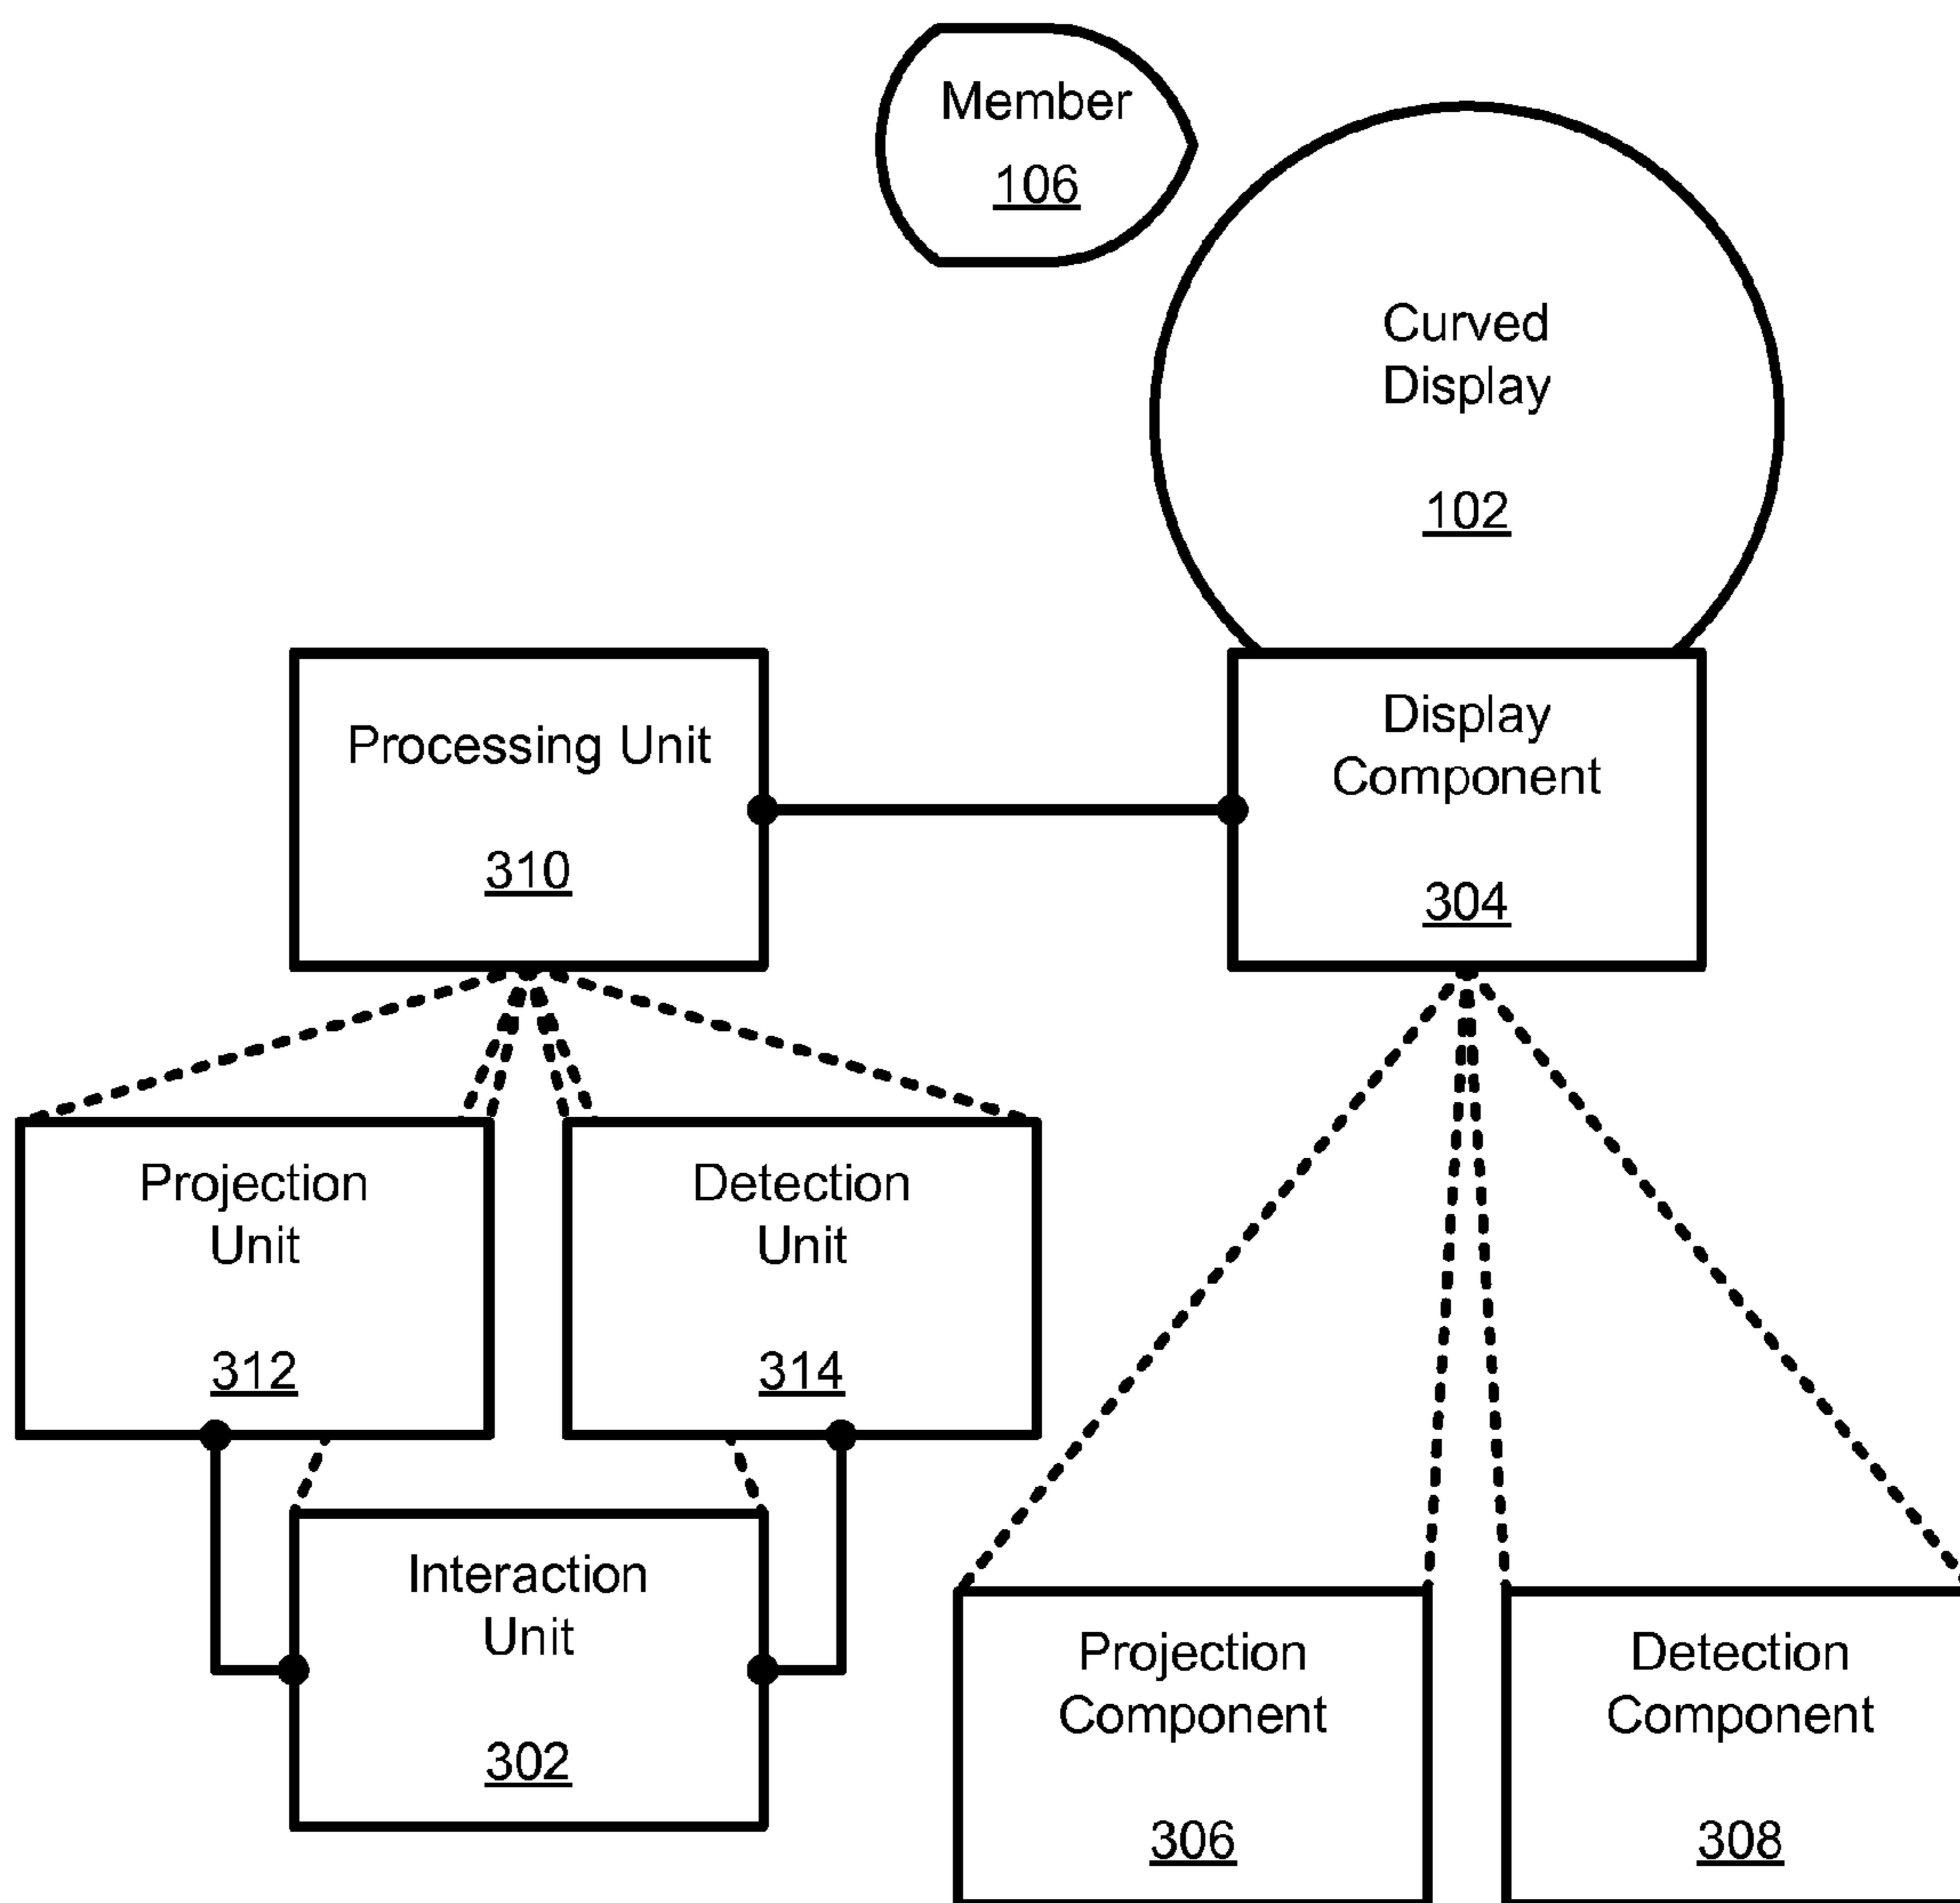 Member
106
Curved
Display
102
Processing Unit
310
Display
Component
304
Projection
Unit
312
Detection
Unit
314
Interaction
Unit
302
Projection
Component
306
Detection
Component
308